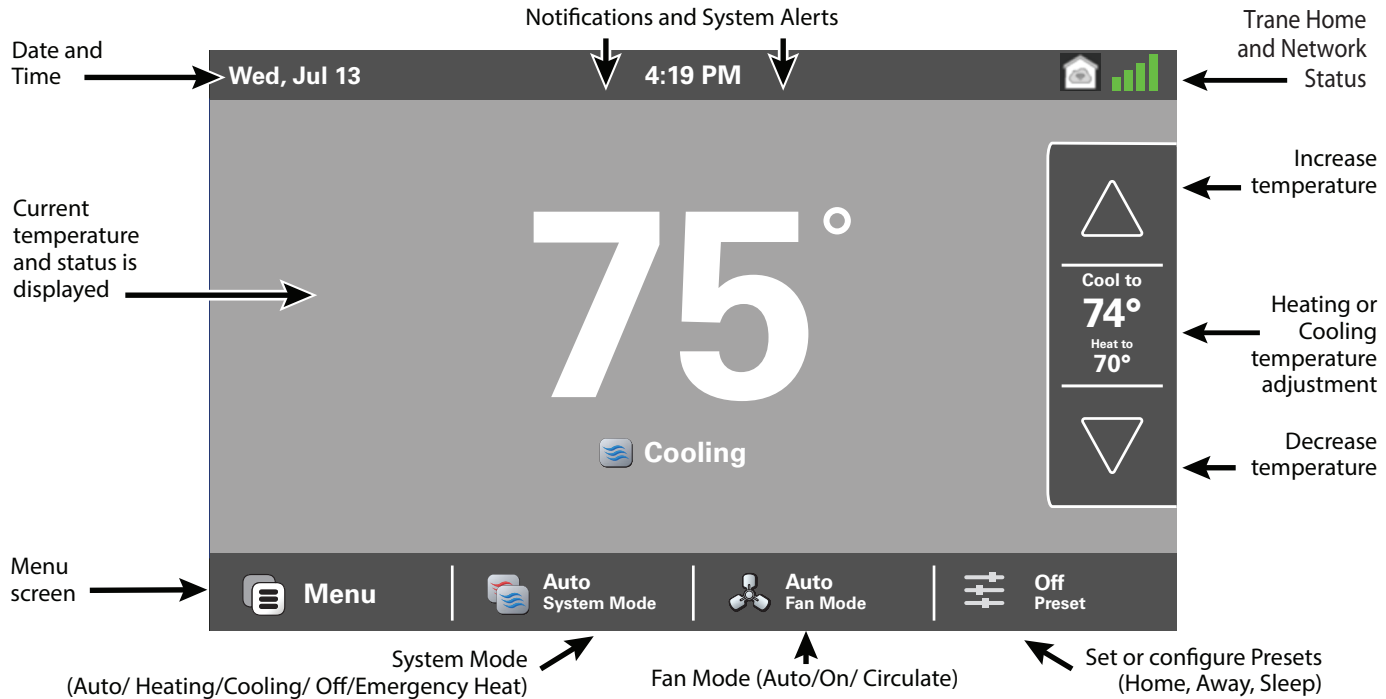 Notifications and System Alerts
Trane Home
and Network
Status
Date and
Time
Wed, Jul 13
4:19 PM
Increase
temperature
Current
temperature
and status is
displayed
75°
Cool to
74°
Heat to
70°
Heating or
Cooling
temperature
adjustment
Cooling
Decrease
temperature
Menu
screen
Menu
Auto
System Mode
Auto
Fan Mode
Off
Preset
System Mode
(Auto/ Heating/Cooling/ Off/Emergency Heat)
Fan Mode (Auto/On/ Circulate)
Set or configure Presets
(Home, Away, Sleep)